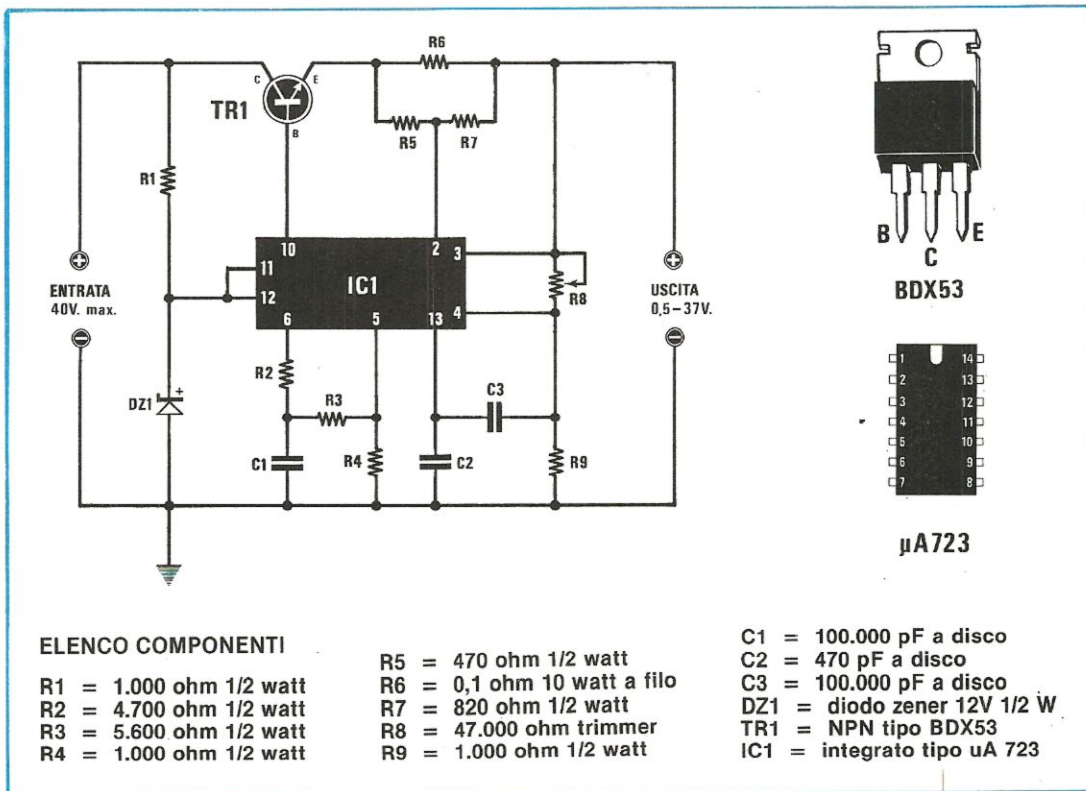 R6
C
E
TR1
B
R5
R7
R1
10
2
3
11
12
IC1
R8
4
6
5
13
ENTRATA
40V. max.
USCITA
0,5–37V.
R2
C3
DZ1
R3
C1
R4
C2
R9
B
C
E
BDX53
1
14
2
13
3
12
4
11
5
10
6
9
7
8
µA723
ELENCO COMPONENTI
R1 = 1.000 ohm 1/2 watt
R2 = 4.700 ohm 1/2 watt
R3 = 5.600 ohm 1/2 watt
R4 = 1.000 ohm 1/2 watt
R5 = 470 ohm 1/2 watt
R6 = 0,1 ohm 10 watt a filo
R7 = 820 ohm 1/2 watt
R8 = 47.000 ohm trimmer
R9 = 1.000 ohm 1/2 watt
C1 = 100.000 pF a disco
C2 = 470 pF a disco
C3 = 100.000 pF a disco
DZ1 = diodo zener 12V 1/2 W
TR1 = NPN tipo BDX53
IC1 = integrato tipo uA 723